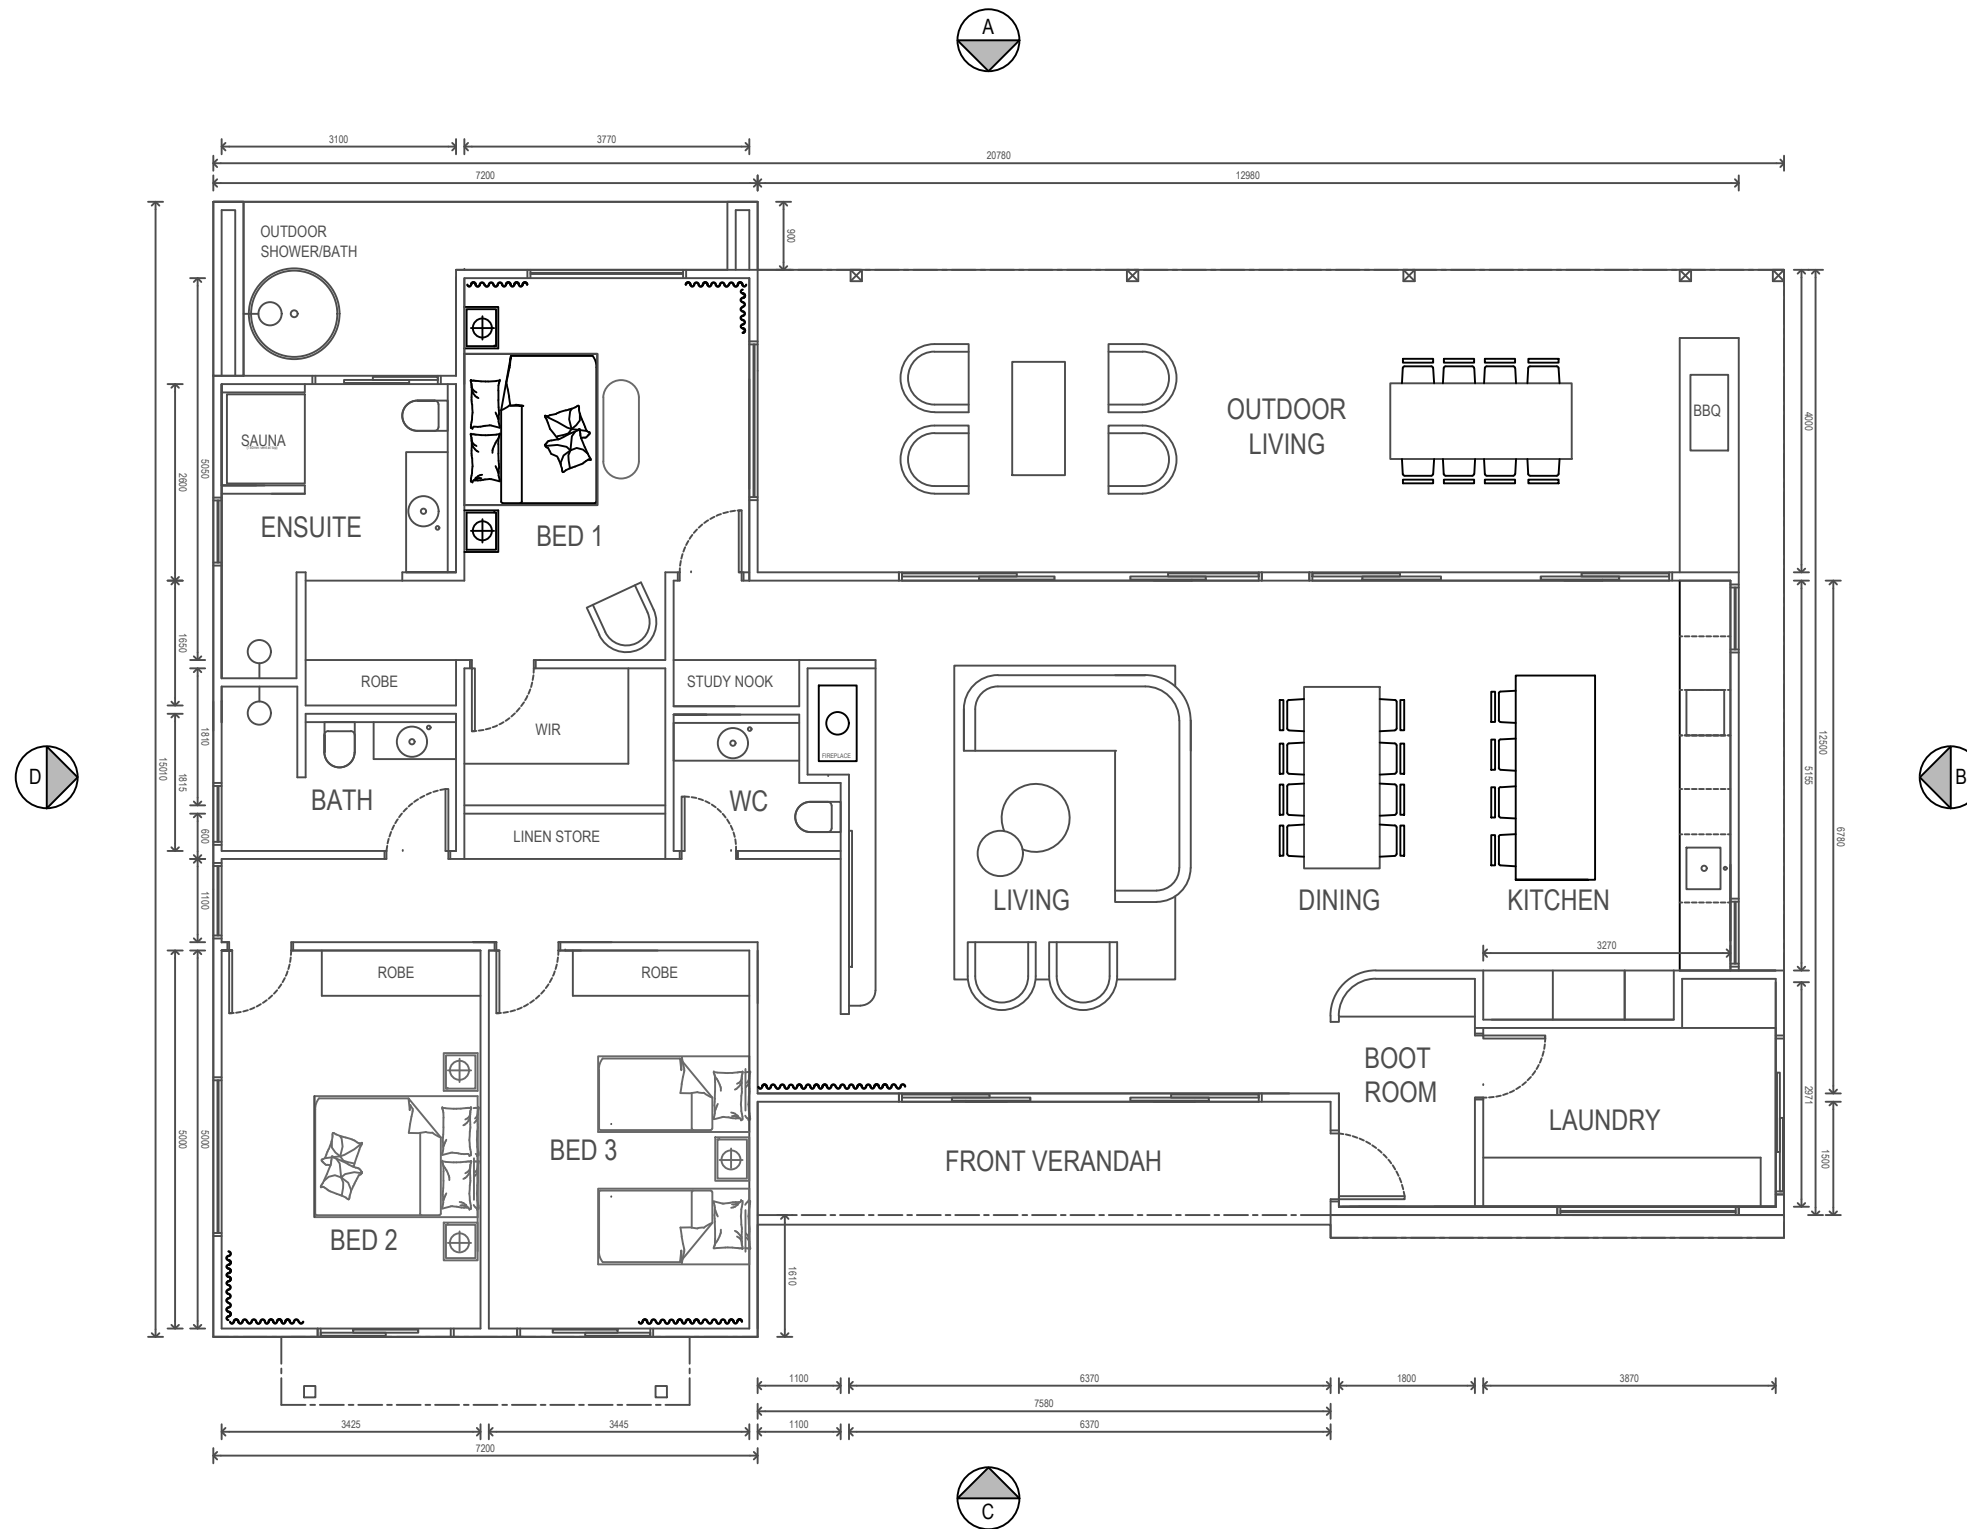 A
3100
3770
20780
7200
12980
OUTDOOR
SHOWER/BATH
900
SAUNA
ENSUITE
BED 1
OUTDOOR
LIVING
BBQ
5050
2600
4000
1650
ROBE
STUDY NOOK
WIR
FIREPLACE
1810
15010
1815
12500
5155
D
B
BATH
WC
LINEN STORE
600
6780
1100
LIVING
DINING
KITCHEN
3270
ROBE
ROBE
BOOT
ROOM
LAUNDRY
2971
5000
5000
BED 3
FRONT VERANDAH
1500
BED 2
1610
1100
6370
1800
3870
7580
3425
3445
1100
6370
7200
C